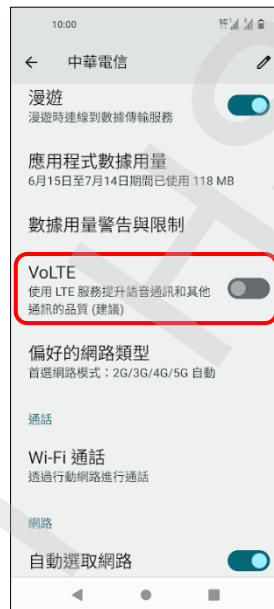 10:00
5G
中華電信
漫遊
漫遊時連線到數據傳輸服務
應用程式數據用量
6月15日至7月14日期間已使用 118 MB
數據用量警告與限制
VoLTE
使用 LTE 服務提升語音通訊和其他
通訊的品質 (建議)
偏好的網路類型
首選網路模式：2G/3G/4G/5G 自動
通話
Wi-Fi 通話
透過行動網路進行通話
網路
自動選取網路